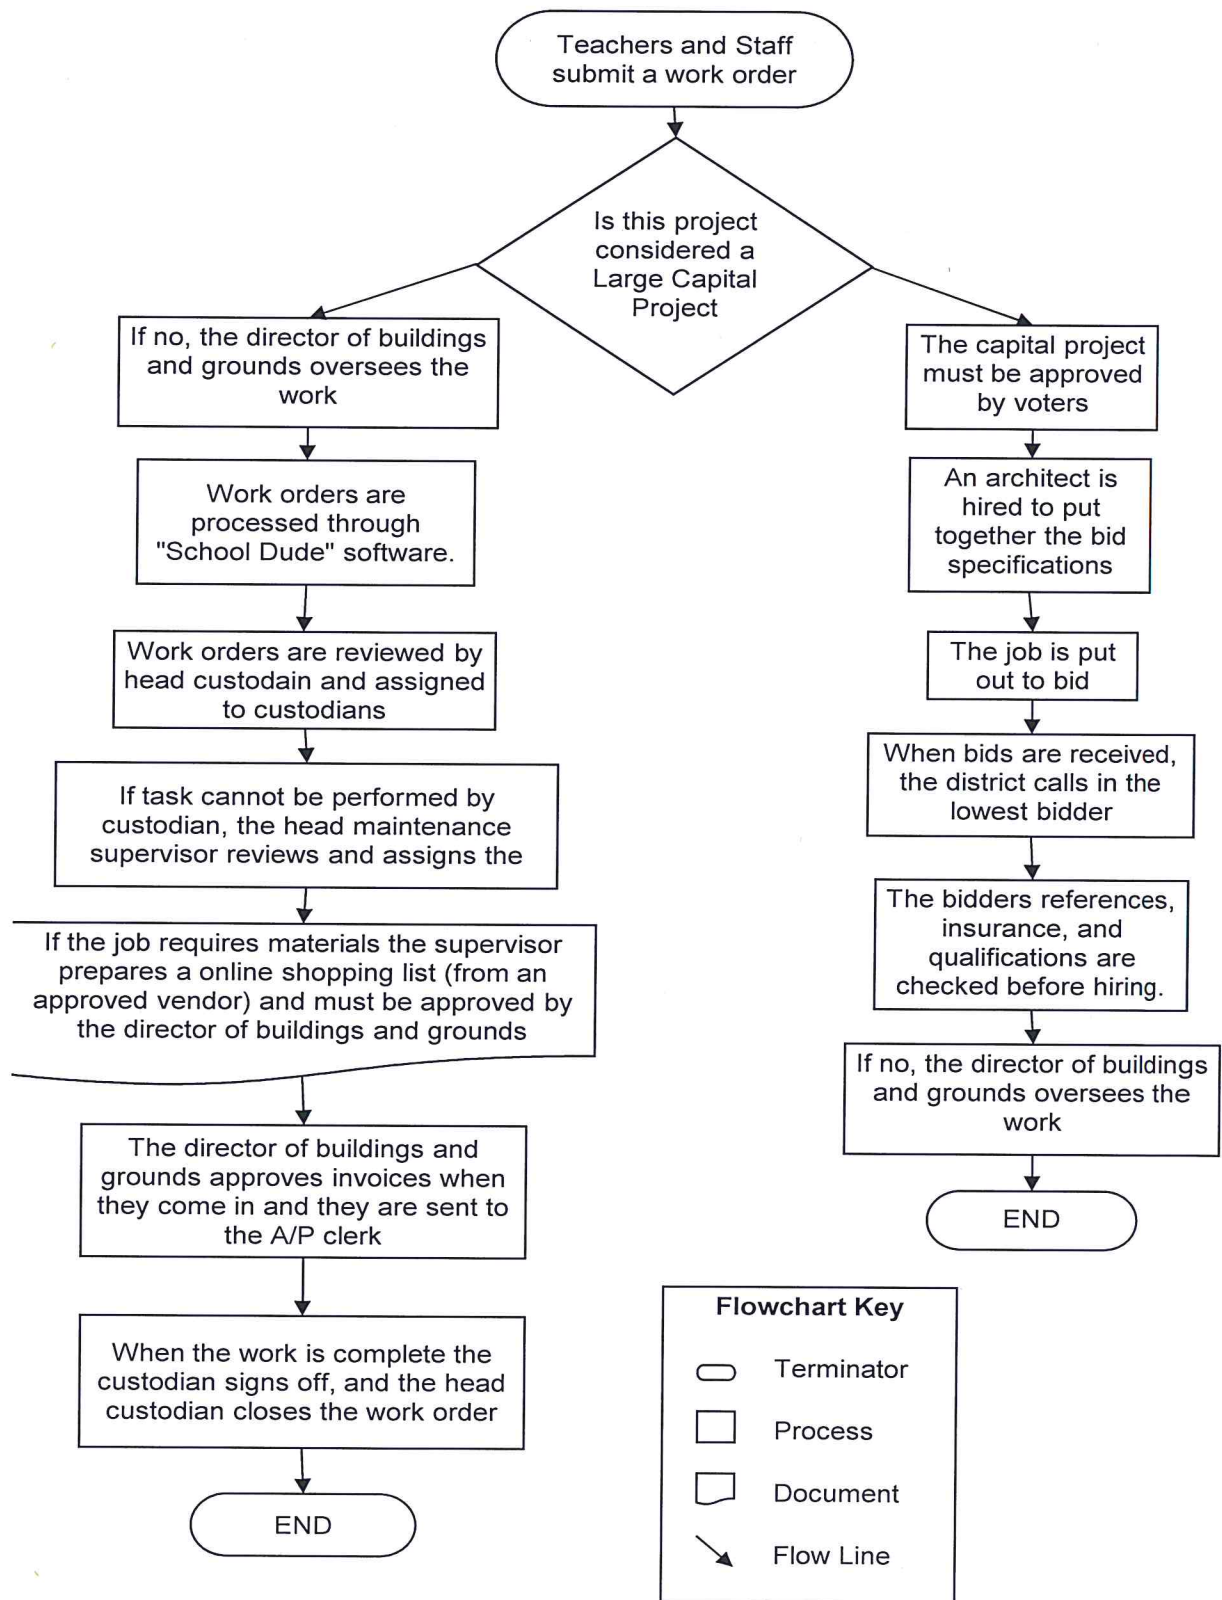 Teachers and Staff
submit a work order
Is this project
considered a
Large Capital
Project
If no, the director of buildings
and grounds oversees the
work
Work orders are
processed through
"School Dude" software.
Work orders are reviewed by
head custodain and assigned
to custodians
If task cannot be performed by
custodian, the head maintenance
supervisor reviews and assigns the
If the job requires materials the supervisor
prepares a online shopping list (from an
approved vendor) and must be approved by
the director of buildings and grounds
The director of buildings and
grounds approves invoices when
they come in and they are sent to
the A/P clerk
When the work is complete the
custodian signs off, and the head
custodian closes the work order
END
The capital project
must be approved
by voters
An architect is
hired to put
together the bid
specifications
The job is put
out to bid
When bids are received,
the district calls in the
lowest bidder
The bidders references,
insurance, and
qualifications are
checked before hiring.
If no, the director of buildings
and grounds oversees the
work
END
Flowchart Key
Terminator
Process
Document
Flow Line